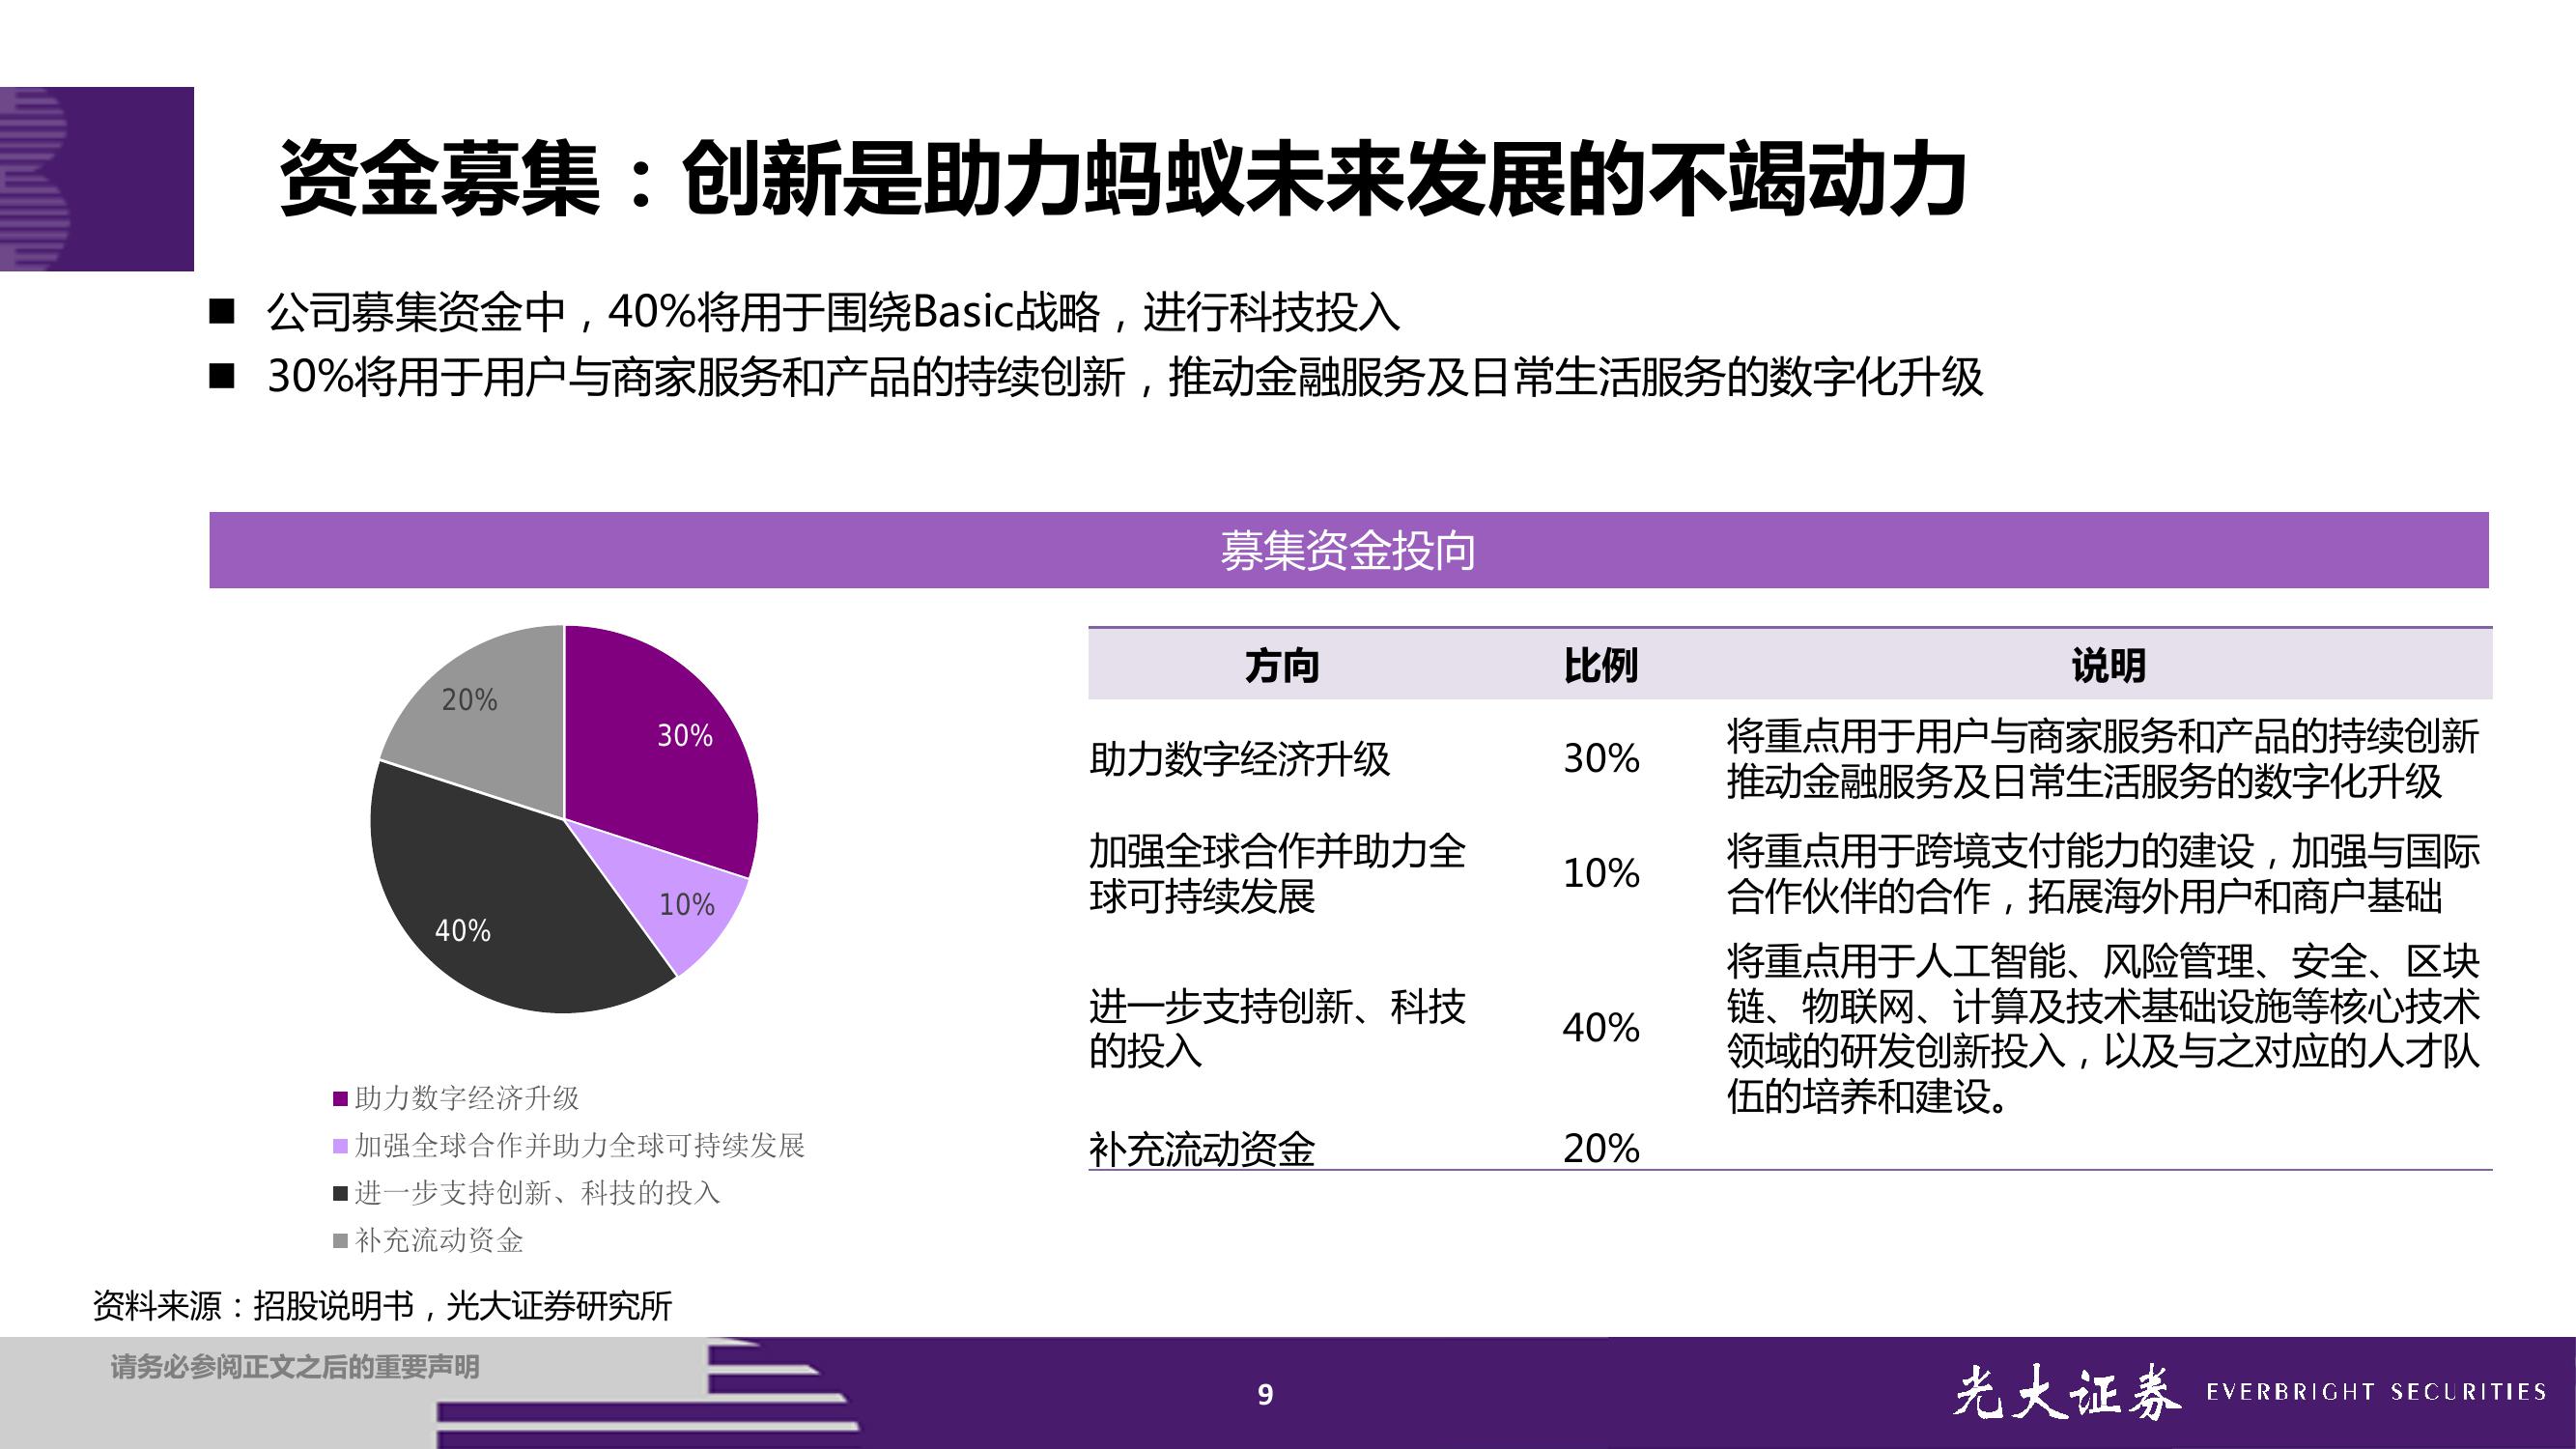 资金募集：创新是助力蚂蚁未来发展的不竭动力
■ 公司募集资金中，40%将用于围绕Basic战略，进行科技投入
■ 30%将用于用户与商家服务和产品的持续创新，推动金融服务及日常生活服务的数字化升级
募集资金投向
20%
30%
10%
40%
助力数字经济升级
加强全球合作并助力全球可持续发展
进一步支持创新、科技的投入
补充流动资金
方向 比例 说明
助力数字经济升级 30% 将重点用于用户与商家服务和产品的持续创新
推动金融服务及日常生活服务的数字化升级
加强全球合作并助力全
球可持续发展
10%
将重点用于跨境支付能力的建设，加强与国际
合作伙伴的合作，拓展海外用户和商户基础
进一步支持创新、科技
的投入
40%
将重点用于人工智能、风险管理、安全、区块
链、物联网、计算及技术基础设施等核心技术
领域的研发创新投入，以及与之对应的人才队
伍的培养和建设。
补充流动资金 20%
资料来源：招股说明书，光大证券研究所
请务必参阅正文之后的重要声明
9
光大证券 EVERBRIGHT SECURITIES